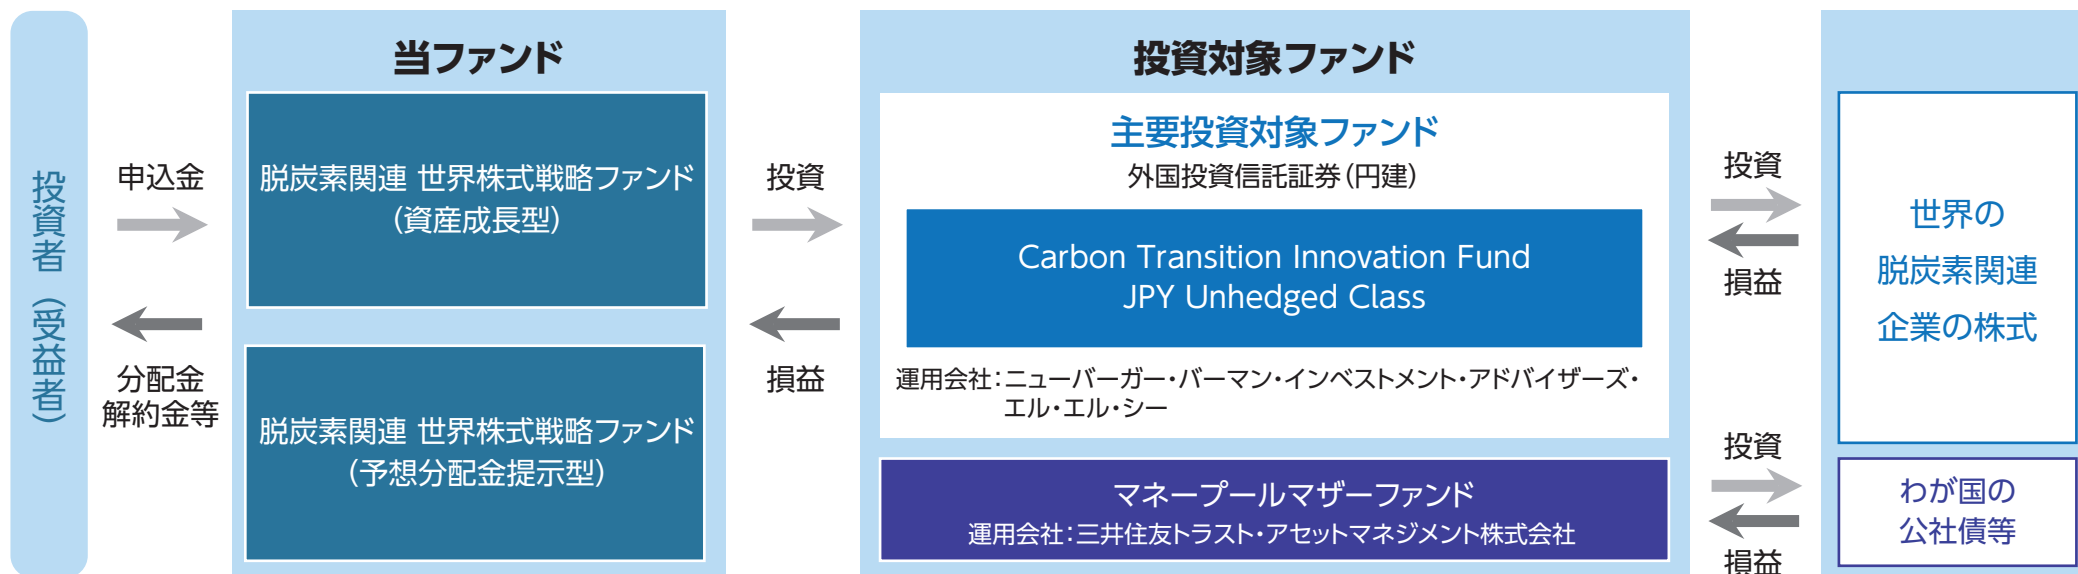 投資者（受益者）
申込金
分配金
解約金等
当ファンド
脱炭素関連 世界株式戦略ファンド
（資産成長型）
脱炭素関連 世界株式戦略ファンド
（予想分配金提示型）
投資
損益
投資対象ファンド
主要投資対象ファンド
外国投資信託証券（円建）
Carbon Transition Innovation Fund
JPY Unhedged Class
運用会社：ニューバーガー・バーマン・インベストメント・アドバイザーズ・
エル・エル・シー
マネープールマザーファンド
運用会社：三井住友トラスト・アセットマネジメント株式会社
投資
損益
投資
損益
世界の
脱炭素関連
企業の株式
わが国の
公社債等